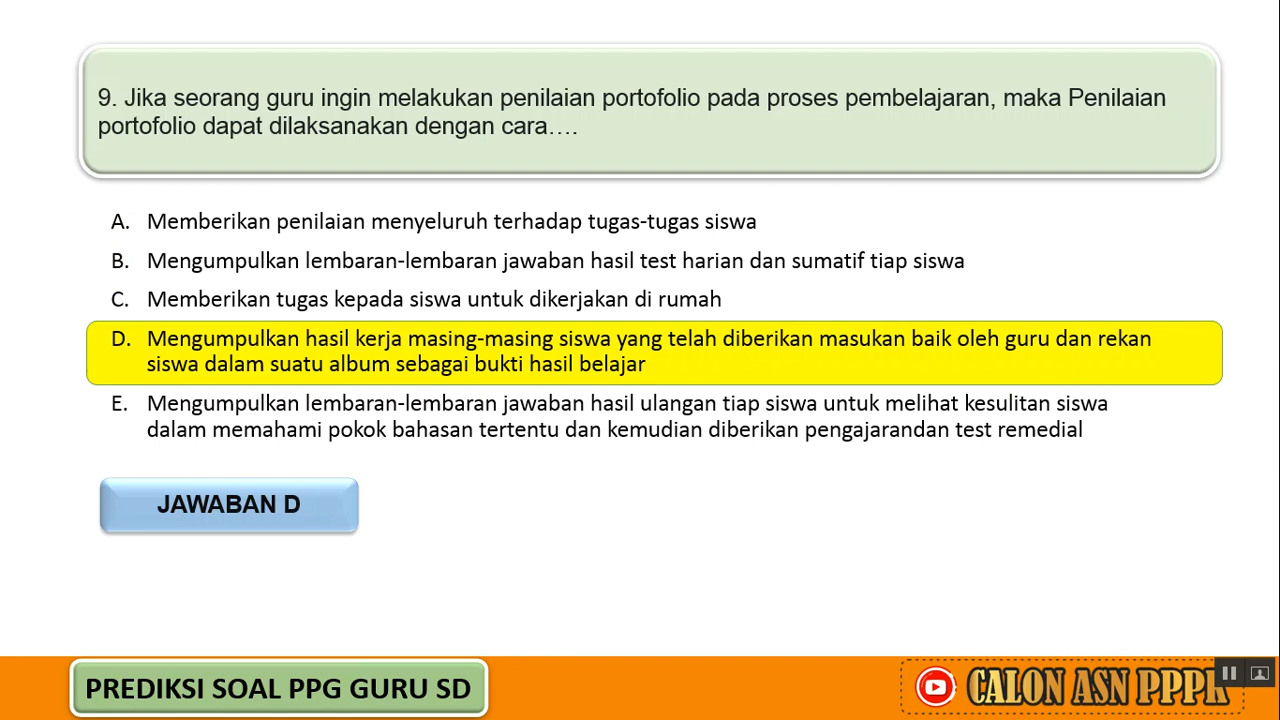 9. Jika seorang guru ingin melakukan penilaian portofolio pada proses pembelajaran, maka Penilaian
portofolio dapat dilaksanakan dengan cara….
A. Memberikan penilaian menyeluruh terhadap tugas-tugas siswa
B. Mengumpulkan lembaran-lembaran jawaban hasil test harian dan sumatif tiap siswa
C. Memberikan tugas kepada siswa untuk dikerjakan di rumah
D. Mengumpulkan hasil kerja masing-masing siswa yang telah diberikan masukan baik oleh guru dan rekan
siswa dalam suatu album sebagai bukti hasil belajar
E. Mengumpulkan lembaran-lembaran jawaban hasil ulangan tiap siswa untuk melihat kesulitan siswa
dalam memahami pokok bahasan tertentu dan kemudian diberikan pengajarandan test remedial
JAWABAN D
PREDIKSI SOAL PPG GURU SD
CALON ASN PPPK